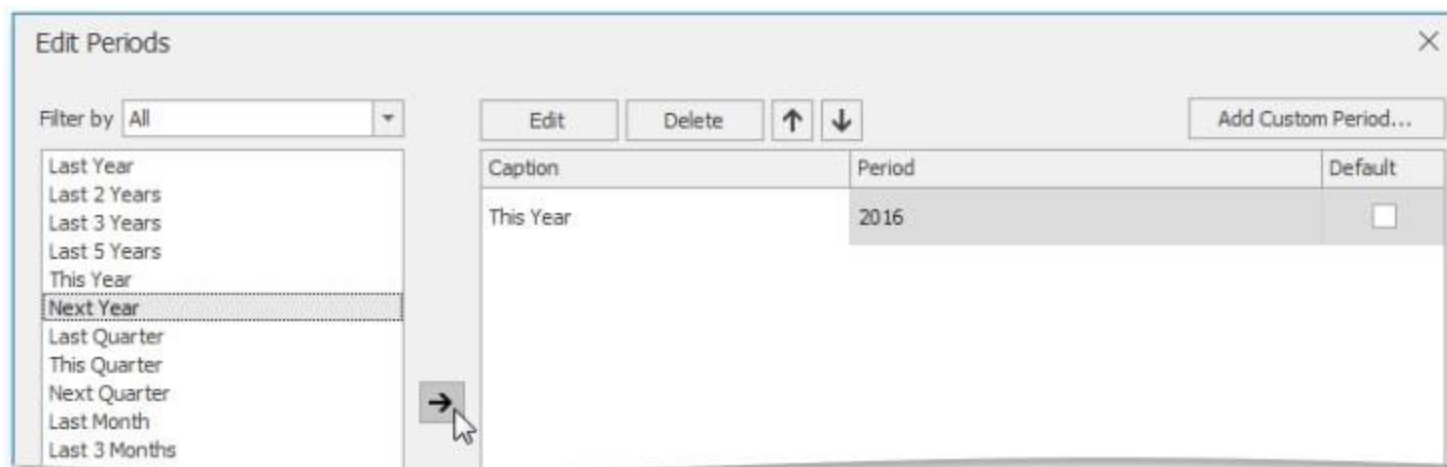 Edit Periods
Filter by All
Edit Delete Add Custom Period...
Caption Period Default
This Year 2016
Last Year
Last 2 Years
Last 3 Years
Last 5 Years
This Year
Next Year
Last Quarter
This Quarter
Next Quarter
Last Month
Last 3 Months